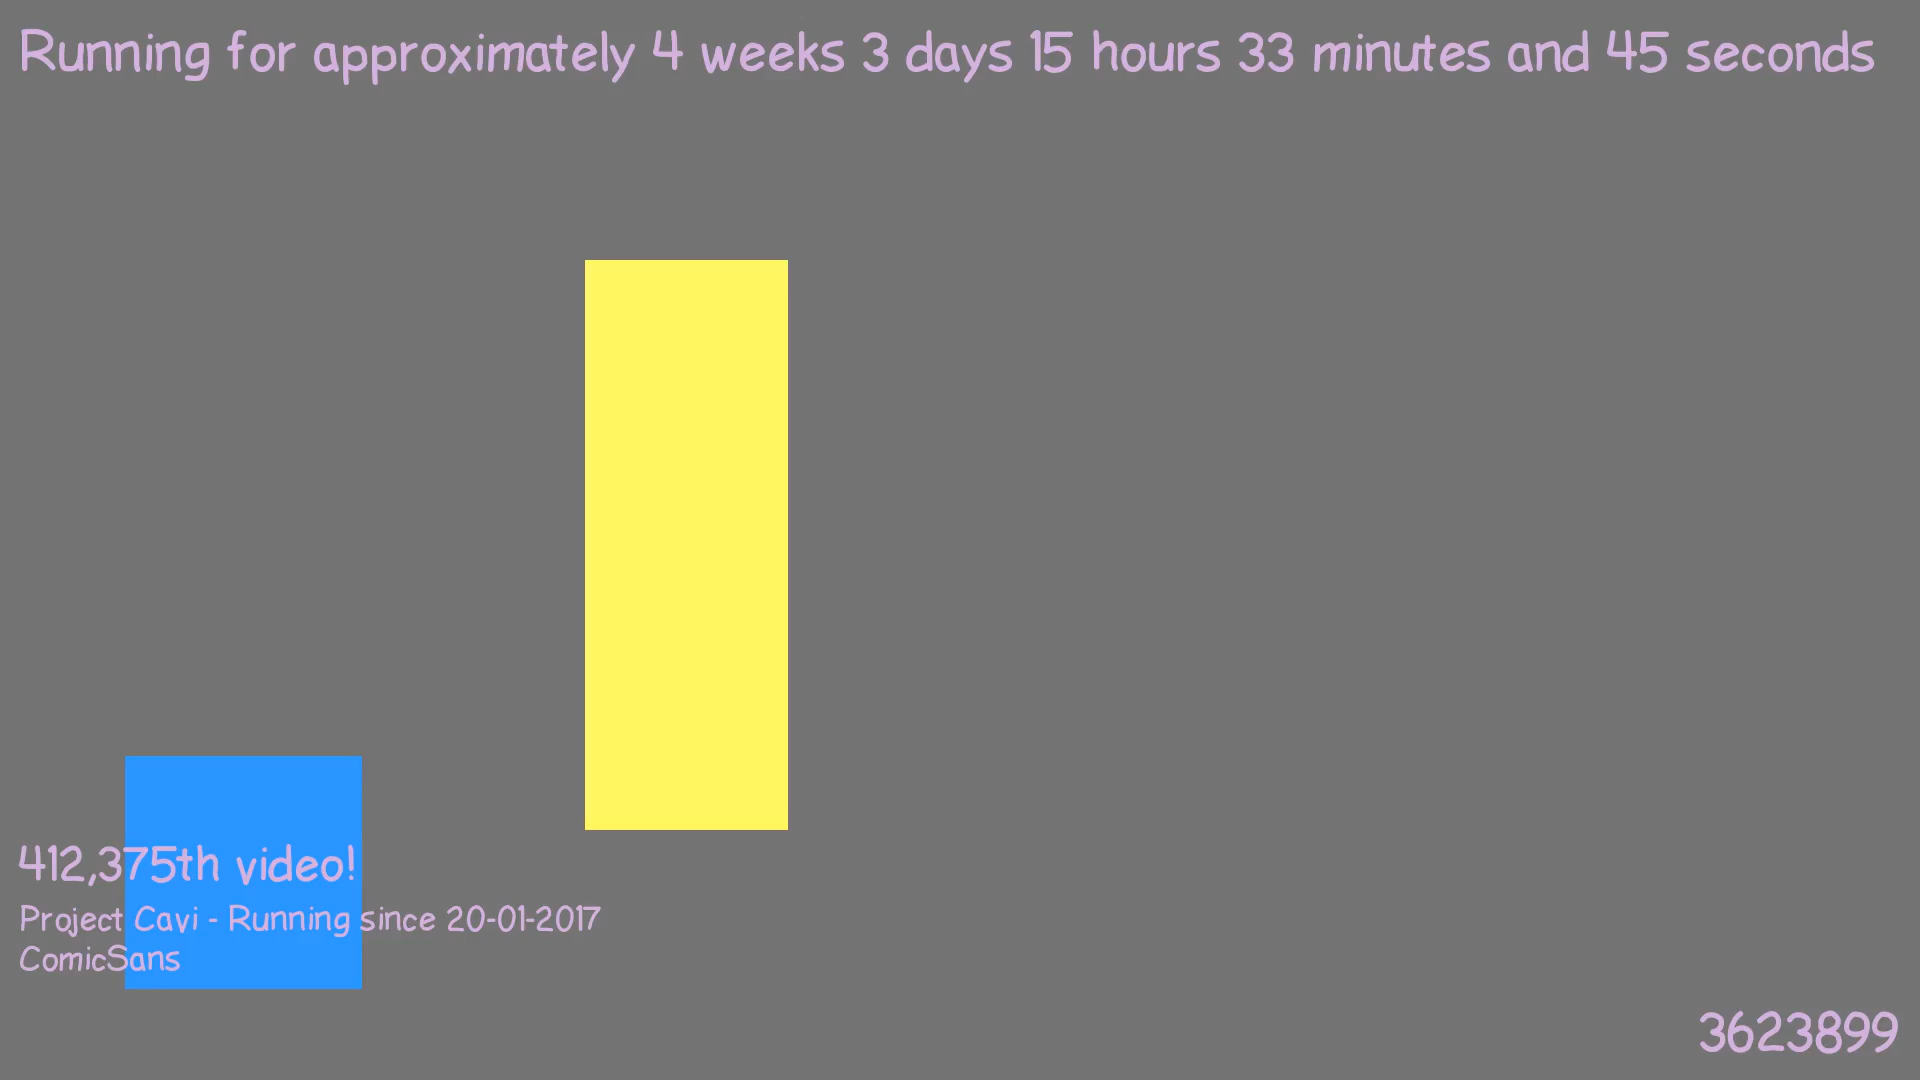 Running for approximately 4 weeks 3 days 15 hours 33 minutes and 45 seconds
412,375th video!
Project Cavi - Running since 20-01-2017
ComicSans
3623899